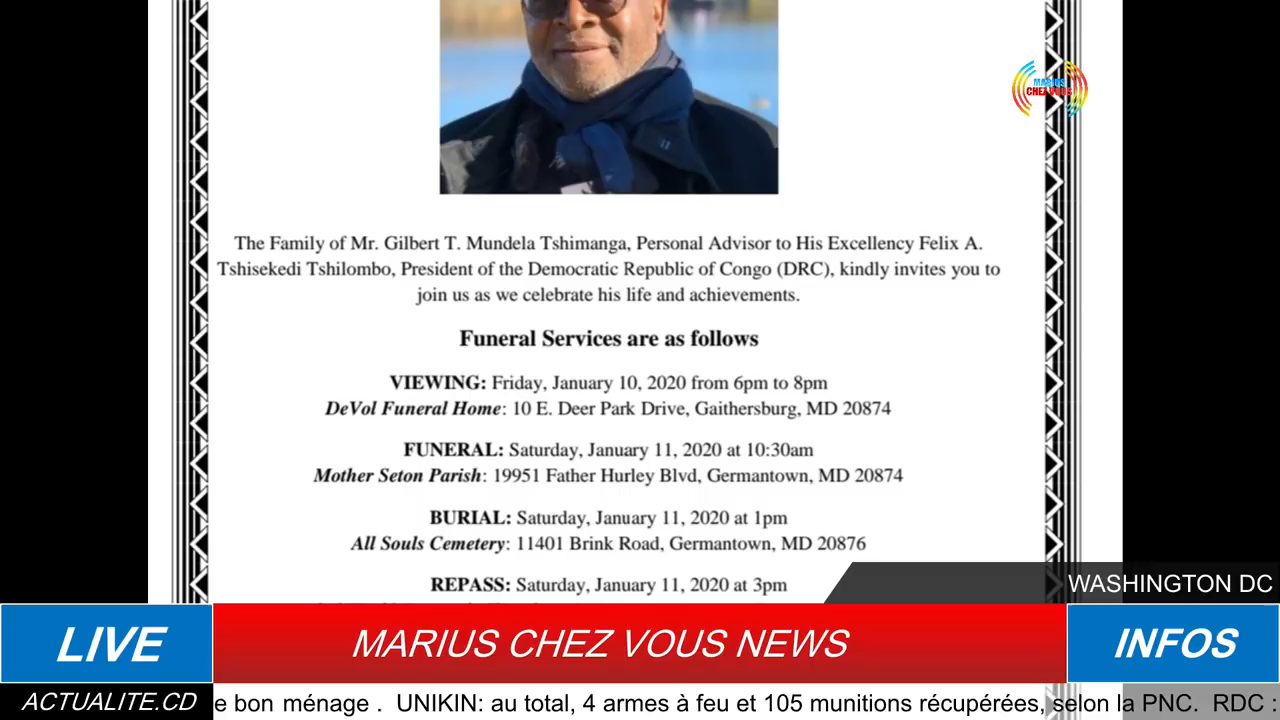 MARIUS
CHEZ VOUS
The Family of Mr. Gilbert T. Mundela Tshimanga, Personal Advisor to His Excellency Felix A.
Tshisekedi Tshilombo, President of the Democratic Republic of Congo (DRC), kindly invites you to
join us as we celebrate his life and achievements.
Funeral Services are as follows
VIEWING: Friday, January 10, 2020 from 6pm to 8pm
DeVol Funeral Home: 10 E. Deer Park Drive, Gaithersburg, MD 20874
FUNERAL: Saturday, January 11, 2020 at 10:30am
Mother Seton Parish: 19951 Father Hurley Blvd, Germantown, MD 20874
BURIAL: Saturday, January 11, 2020 at 1pm
All Souls Cemetery: 11401 Brink Road, Germantown, MD 20876
REPASS: Saturday, January 11, 2020 at 3pm
WASHINGTON DC
LIVE
MARIUS CHEZ VOUS NEWS
INFOS
ACTUALITE.CD
e bon ménage . UNIKIN: au total, 4 armes à feu et 105 munitions récupérées, selon la PNC. RDC :